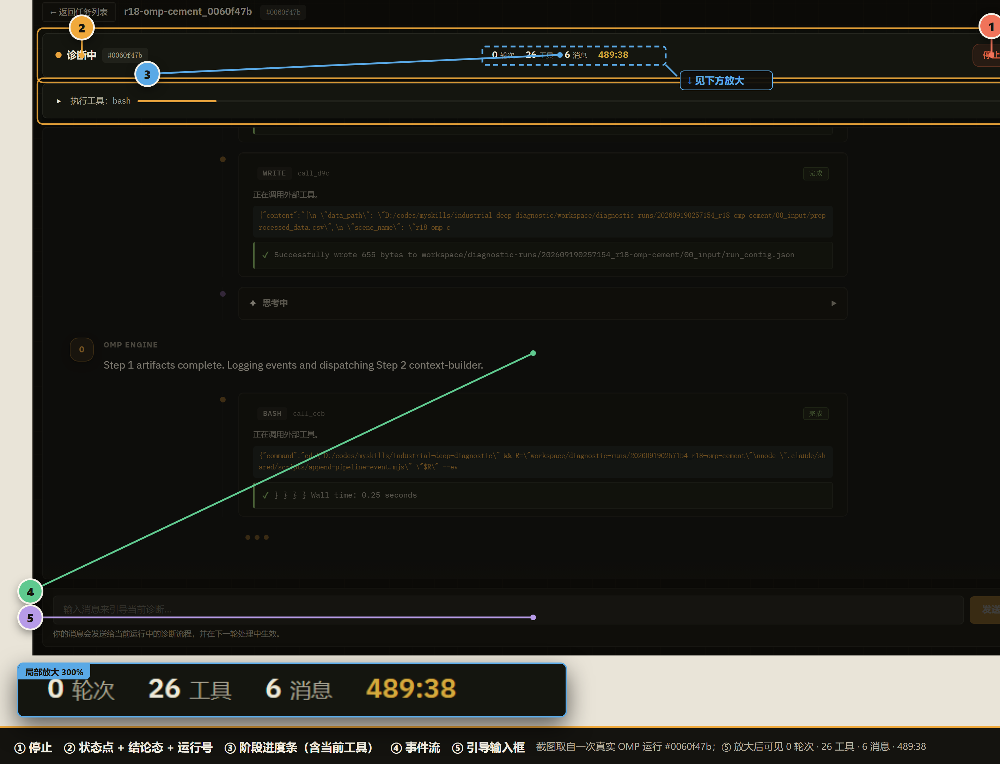 ← 返回任务列表 r18-omp-cement_0060f47b #0060f47b
2
1
诊断中 #0060f47b 0 轮次 26 工具 6 消息 489:38 停止
3
↓ 见下方放大
▸ 执行工具：bash
WRITE call_d9c 完成
正在调用外部工具。
{"content":"{\n \"data_path\": \"D:/codes/myskills/industrial-deep-diagnostic/workspace/diagnostic-runs/202609190257154_r18-omp-cement/00_input/prep
rocessed_data.csv\",\n \"scene_name\": \"r18-omp-c
✓ Successfully wrote 655 bytes to workspace/diagnostic-runs/202609190257154_r18-omp-cement/00_input/run_config.json
✦ 思考中 ▶
O OMP ENGINE
Step 1 artifacts complete. Logging events and dispatching Step 2 context-builder.
BASH call_ccb 完成
正在调用外部工具。
{"command":"cd \"D:/codes/myskills/industrial-deep-diagnostic\" && R=\"workspace/diagnostic-runs/202609190257154_r18-omp-cement\"\nnode \".claude/sh
ared/scripts/append-pipeline-event.mjs\" \"$R\" --ev
✓ } } } } Wall time: 0.25 seconds
4
输入消息来引导当前诊断... 发送
5
你的消息会发送给当前运行中的诊断流程，并在下一轮处理中生效。
局部放大 300%
0 轮次 26 工具 6 消息 489:38
① 停止 ② 状态点 + 结论态 + 运行号 ③ 阶段进度条（含当前工具） ④ 事件流 ⑤ 引导输入框 截图取自一次真实 OMP 运行 #0060f47b；⑤ 放大后可见 0 轮次 · 26 工具 · 6 消息 · 489:38